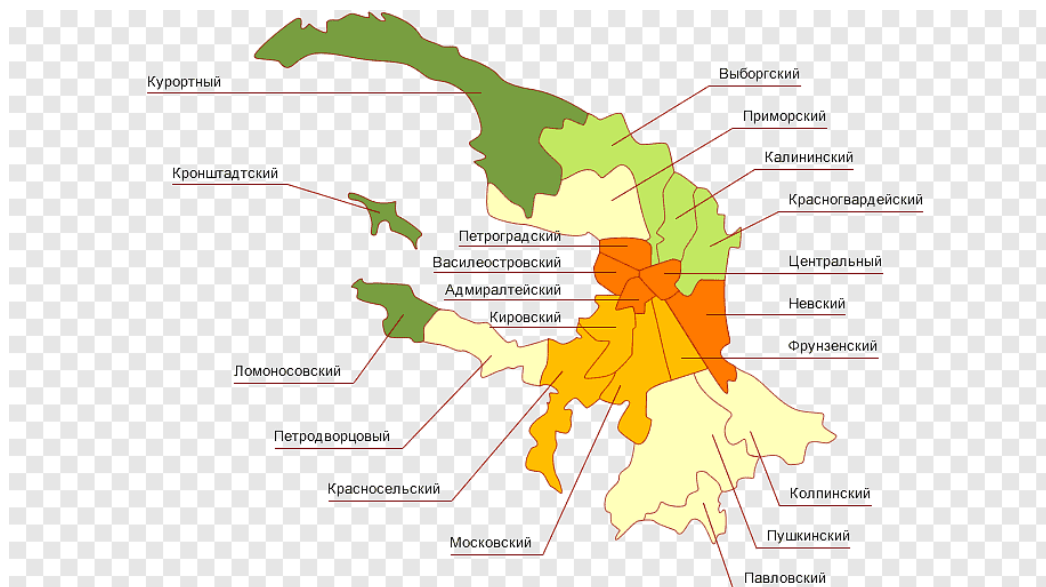 Курортный
Выборгский
Приморский
Калининский
Кронштадтский
Красногвардейский
Петроградский
Василеостровский
Центральный
Адмиралтейский
Невский
Кировский
Фрунзенский
Ломоносовский
Петродворцовый
Красносельский
Колпинский
Московский
Пушкинский
Павловский